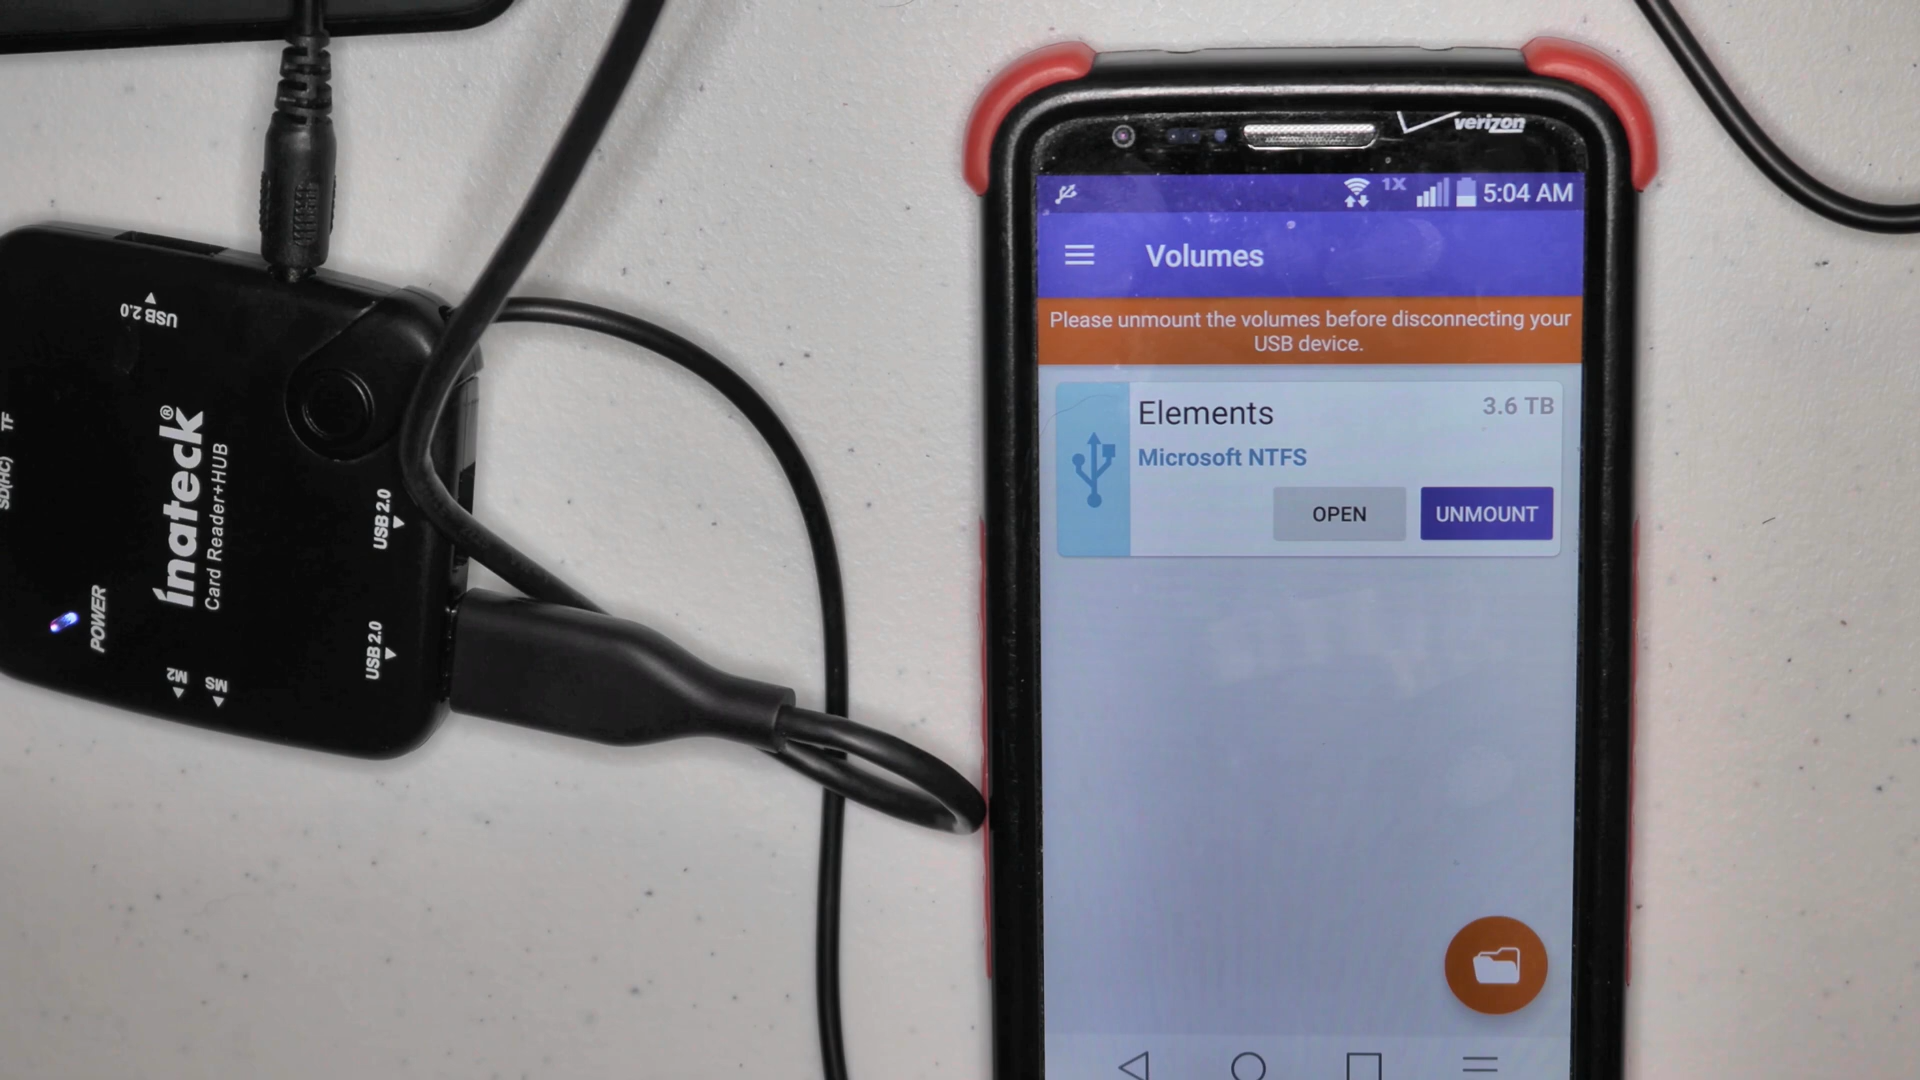 USB 2.0
TF
SD(HC)
inateck®
Card Reader+HUB
USB 2.0
USB 2.0
POWER
M2
MS
verizon
1X
5:04 AM
Volumes
Please unmount the volumes before disconnecting your
USB device.
Elements
3.6 TB
Microsoft NTFS
OPEN
UNMOUNT